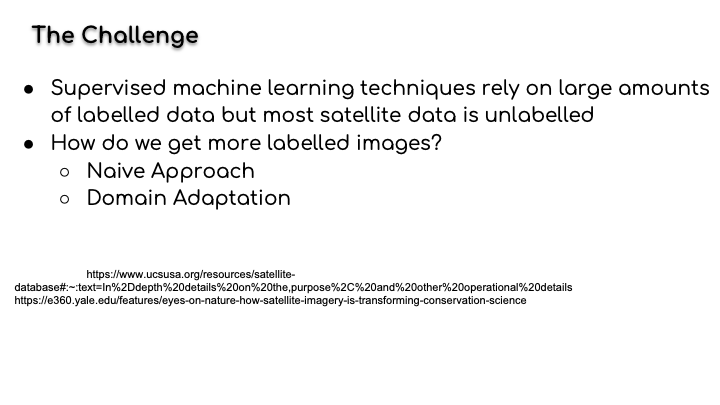 The Challenge
● Supervised machine learning techniques rely on large amounts
of labelled data but most satellite data is unlabelled
● How do we get more labelled images?
○ Naive Approach
○ Domain Adaptation
https://www.ucsusa.org/resources/satellite-
database#:~:text=In%2Ddepth%20details%20on%20the,purpose%2C%20and%20other%20operational%20details
https://e360.yale.edu/features/eyes-on-nature-how-satellite-imagery-is-transforming-conservation-science